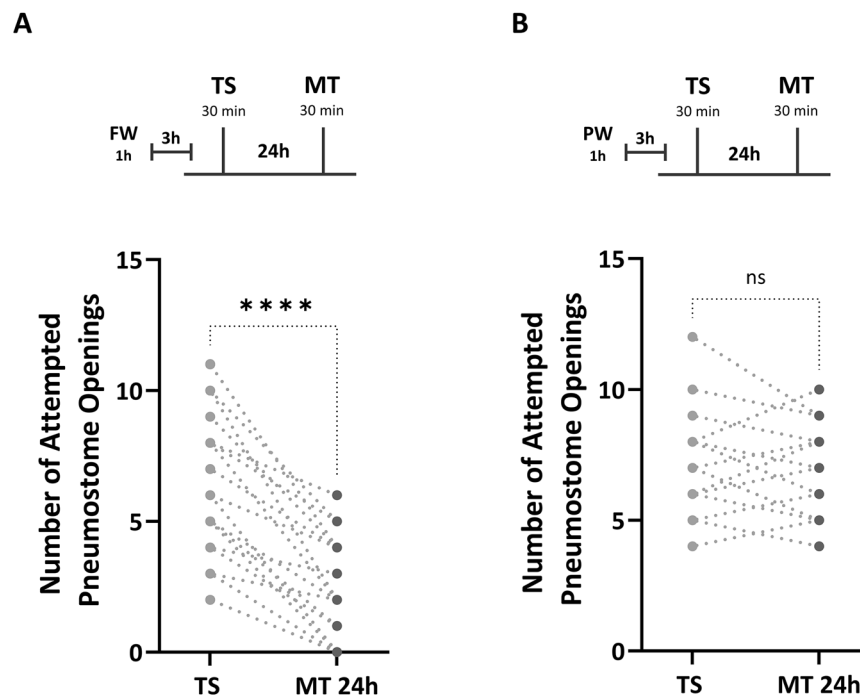 A
TS
MT
30 min
30 min
FW
3h
1h
24h
15
10
5
0
Number of Attempted
Pneumostome Openings
****
TS
MT 24h
B
TS
MT
30 min
30 min
PW
3h
1h
24h
15
10
5
0
Number of Attempted
Pneumostome Openings
ns
TS
MT 24h